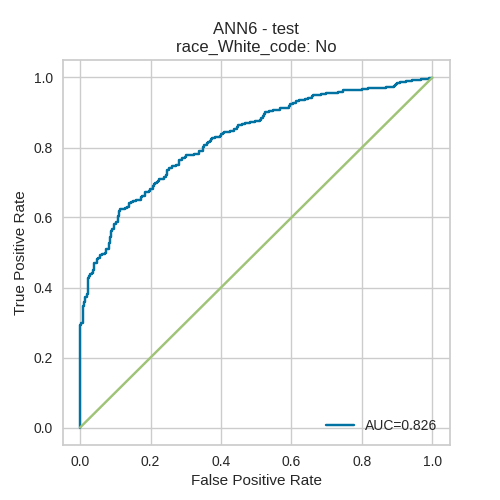 ANN6 - test
race_White_code: No
1.0
0.8
0.6
0.4
0.2
0.0
True Positive Rate
0.0 0.2 0.4 0.6 0.8 1.0
False Positive Rate
AUC=0.826